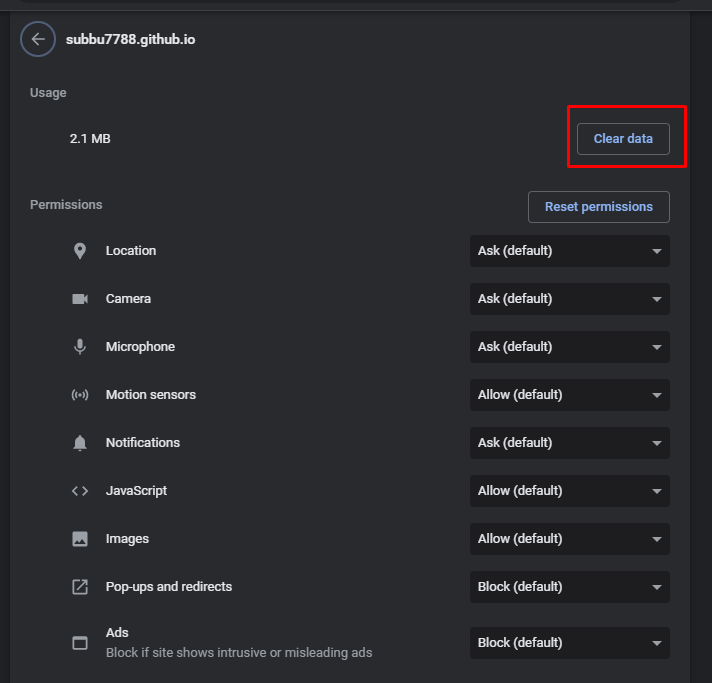 subbu7788.github.io
Usage
2.1 MB
Clear data
Permissions
Reset permissions
Location
Ask (default)
Camera
Ask (default)
Microphone
Ask (default)
Motion sensors
Allow (default)
Notifications
Ask (default)
JavaScript
Allow (default)
Images
Allow (default)
Pop-ups and redirects
Block (default)
Ads
Block if site shows intrusive or misleading ads
Block (default)